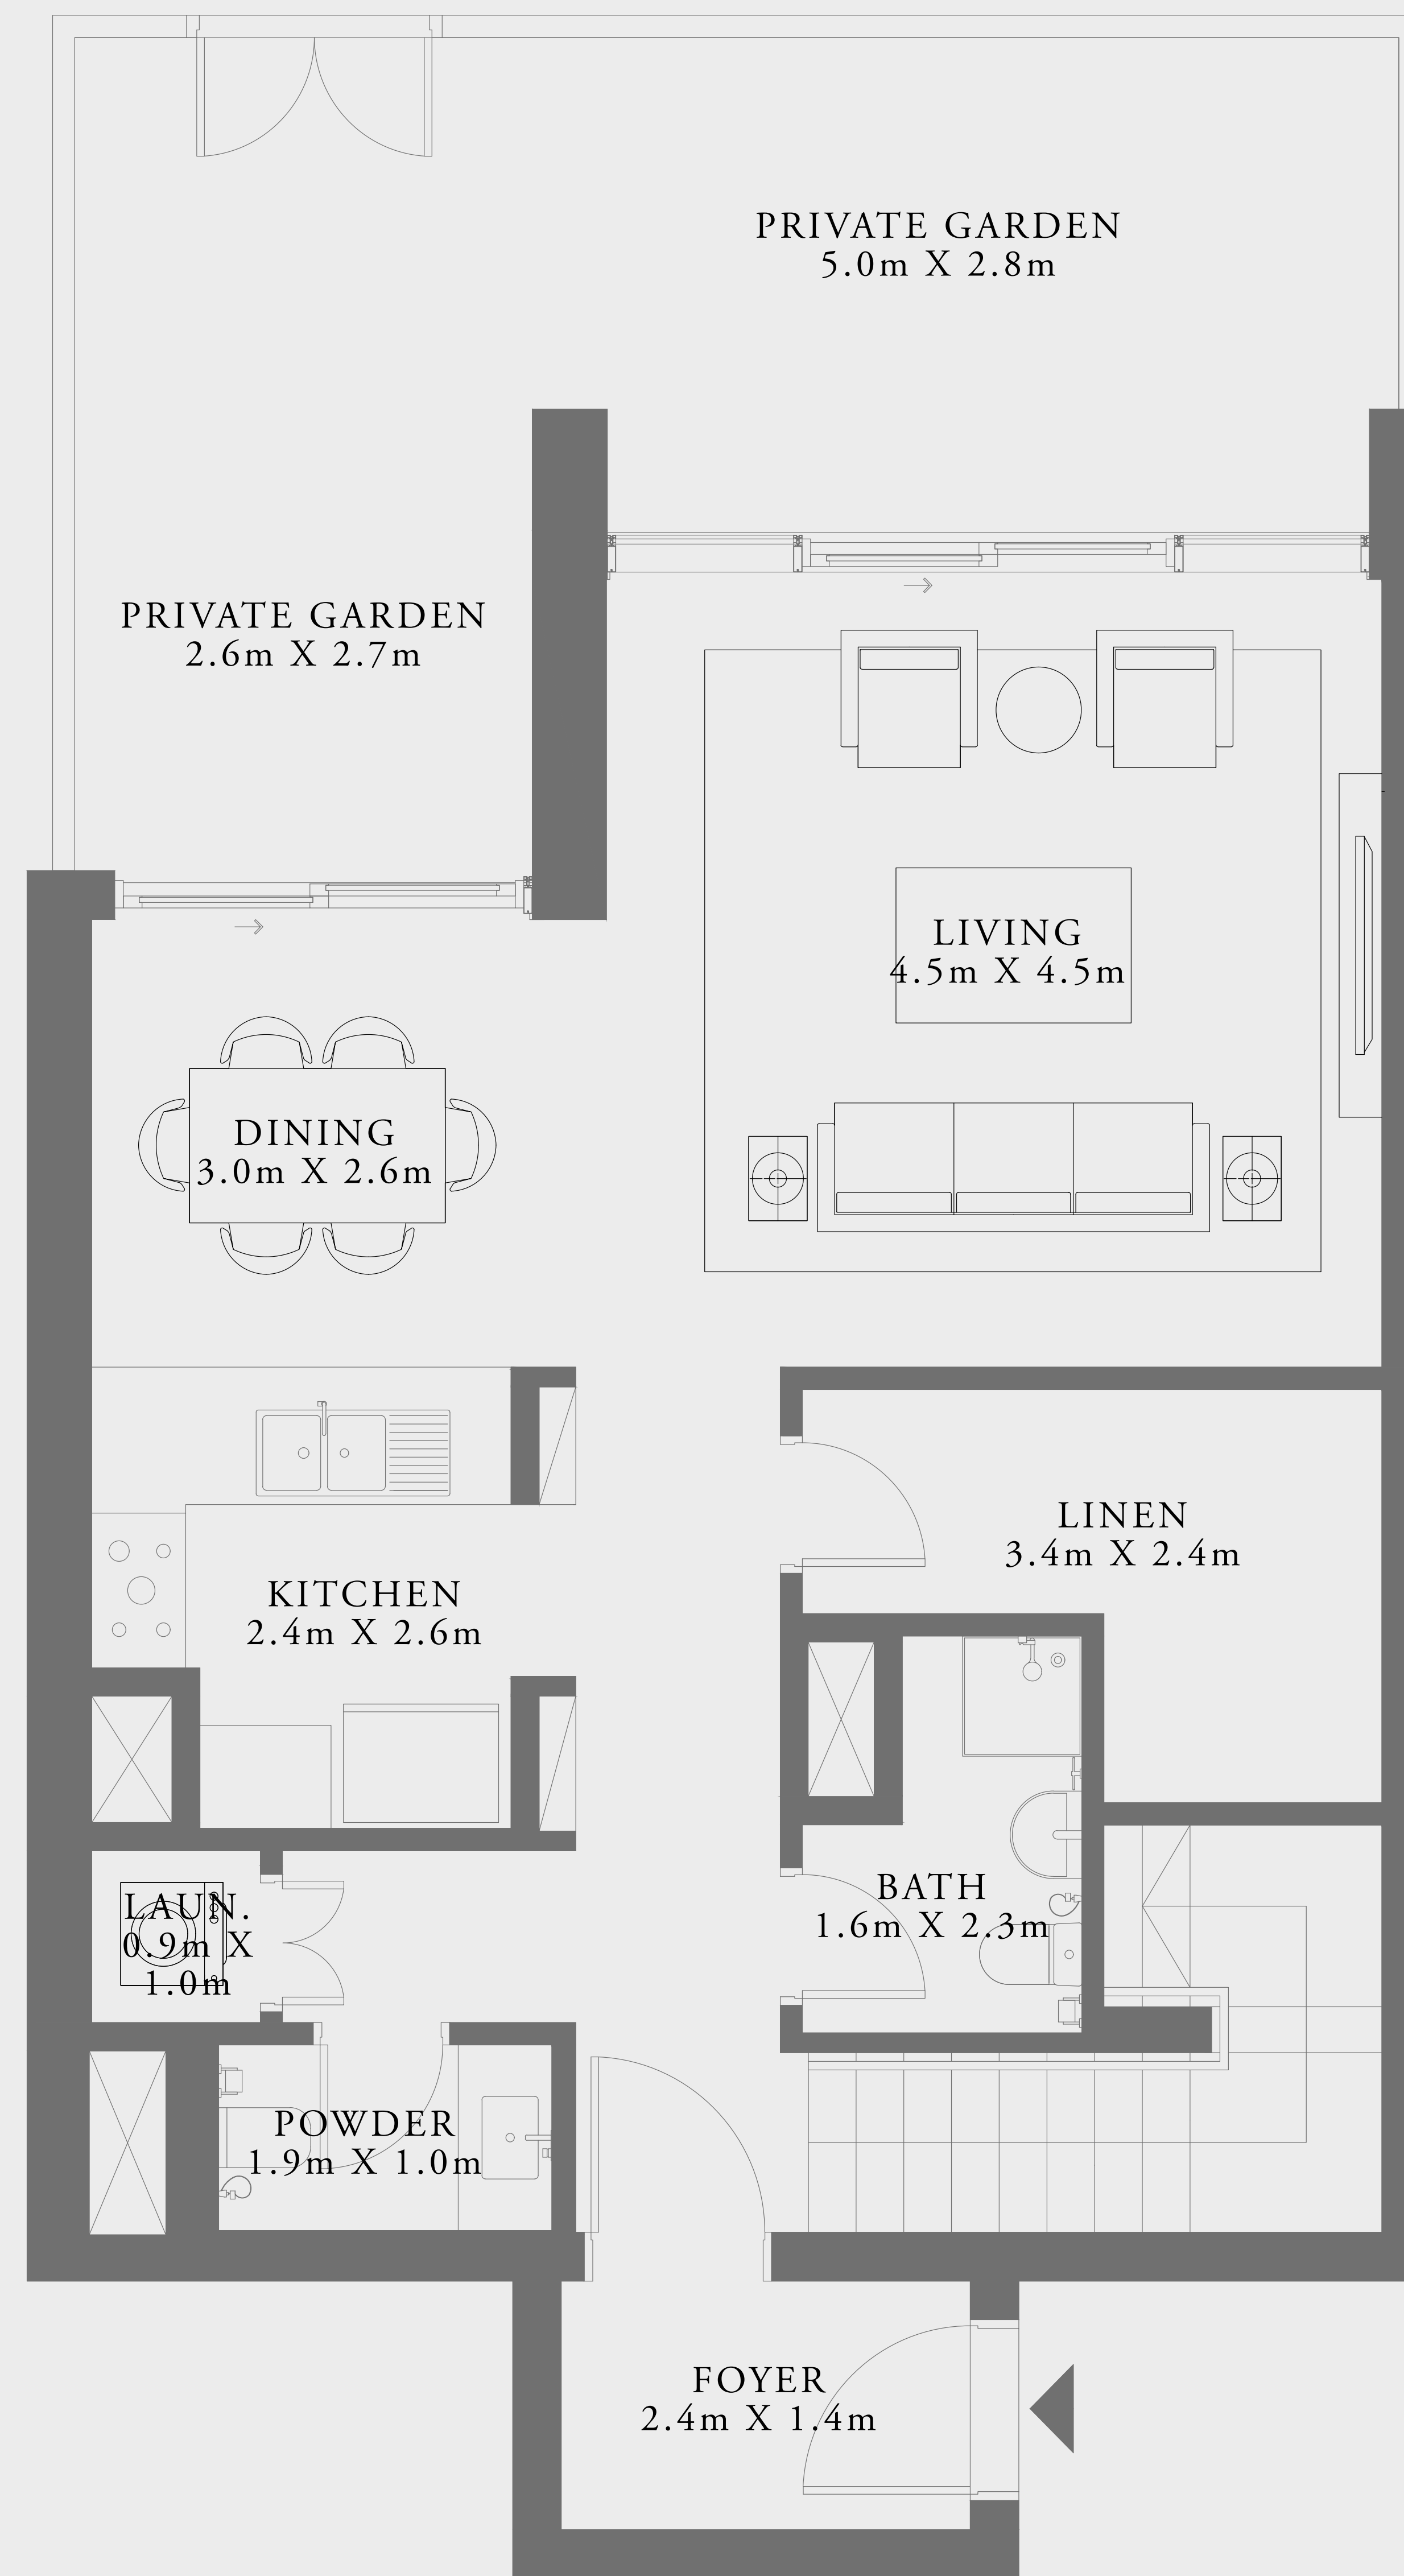 PRIVATE GARDEN
5.0m X 2.8m
PRIVATE GARDEN
2.6m X 2.7m
LIVING
4.5m X 4.5m
DINING
3.0m X 2.6m
LINEN
3.4m X 2.4m
KITCHEN
2.4m X 2.6m
BATH
1.6m X 2.3m
LAUN.
0.9m X
1.0m
POWDER
1.9m X 1.0m
FOYER
2.4m X 1.4m